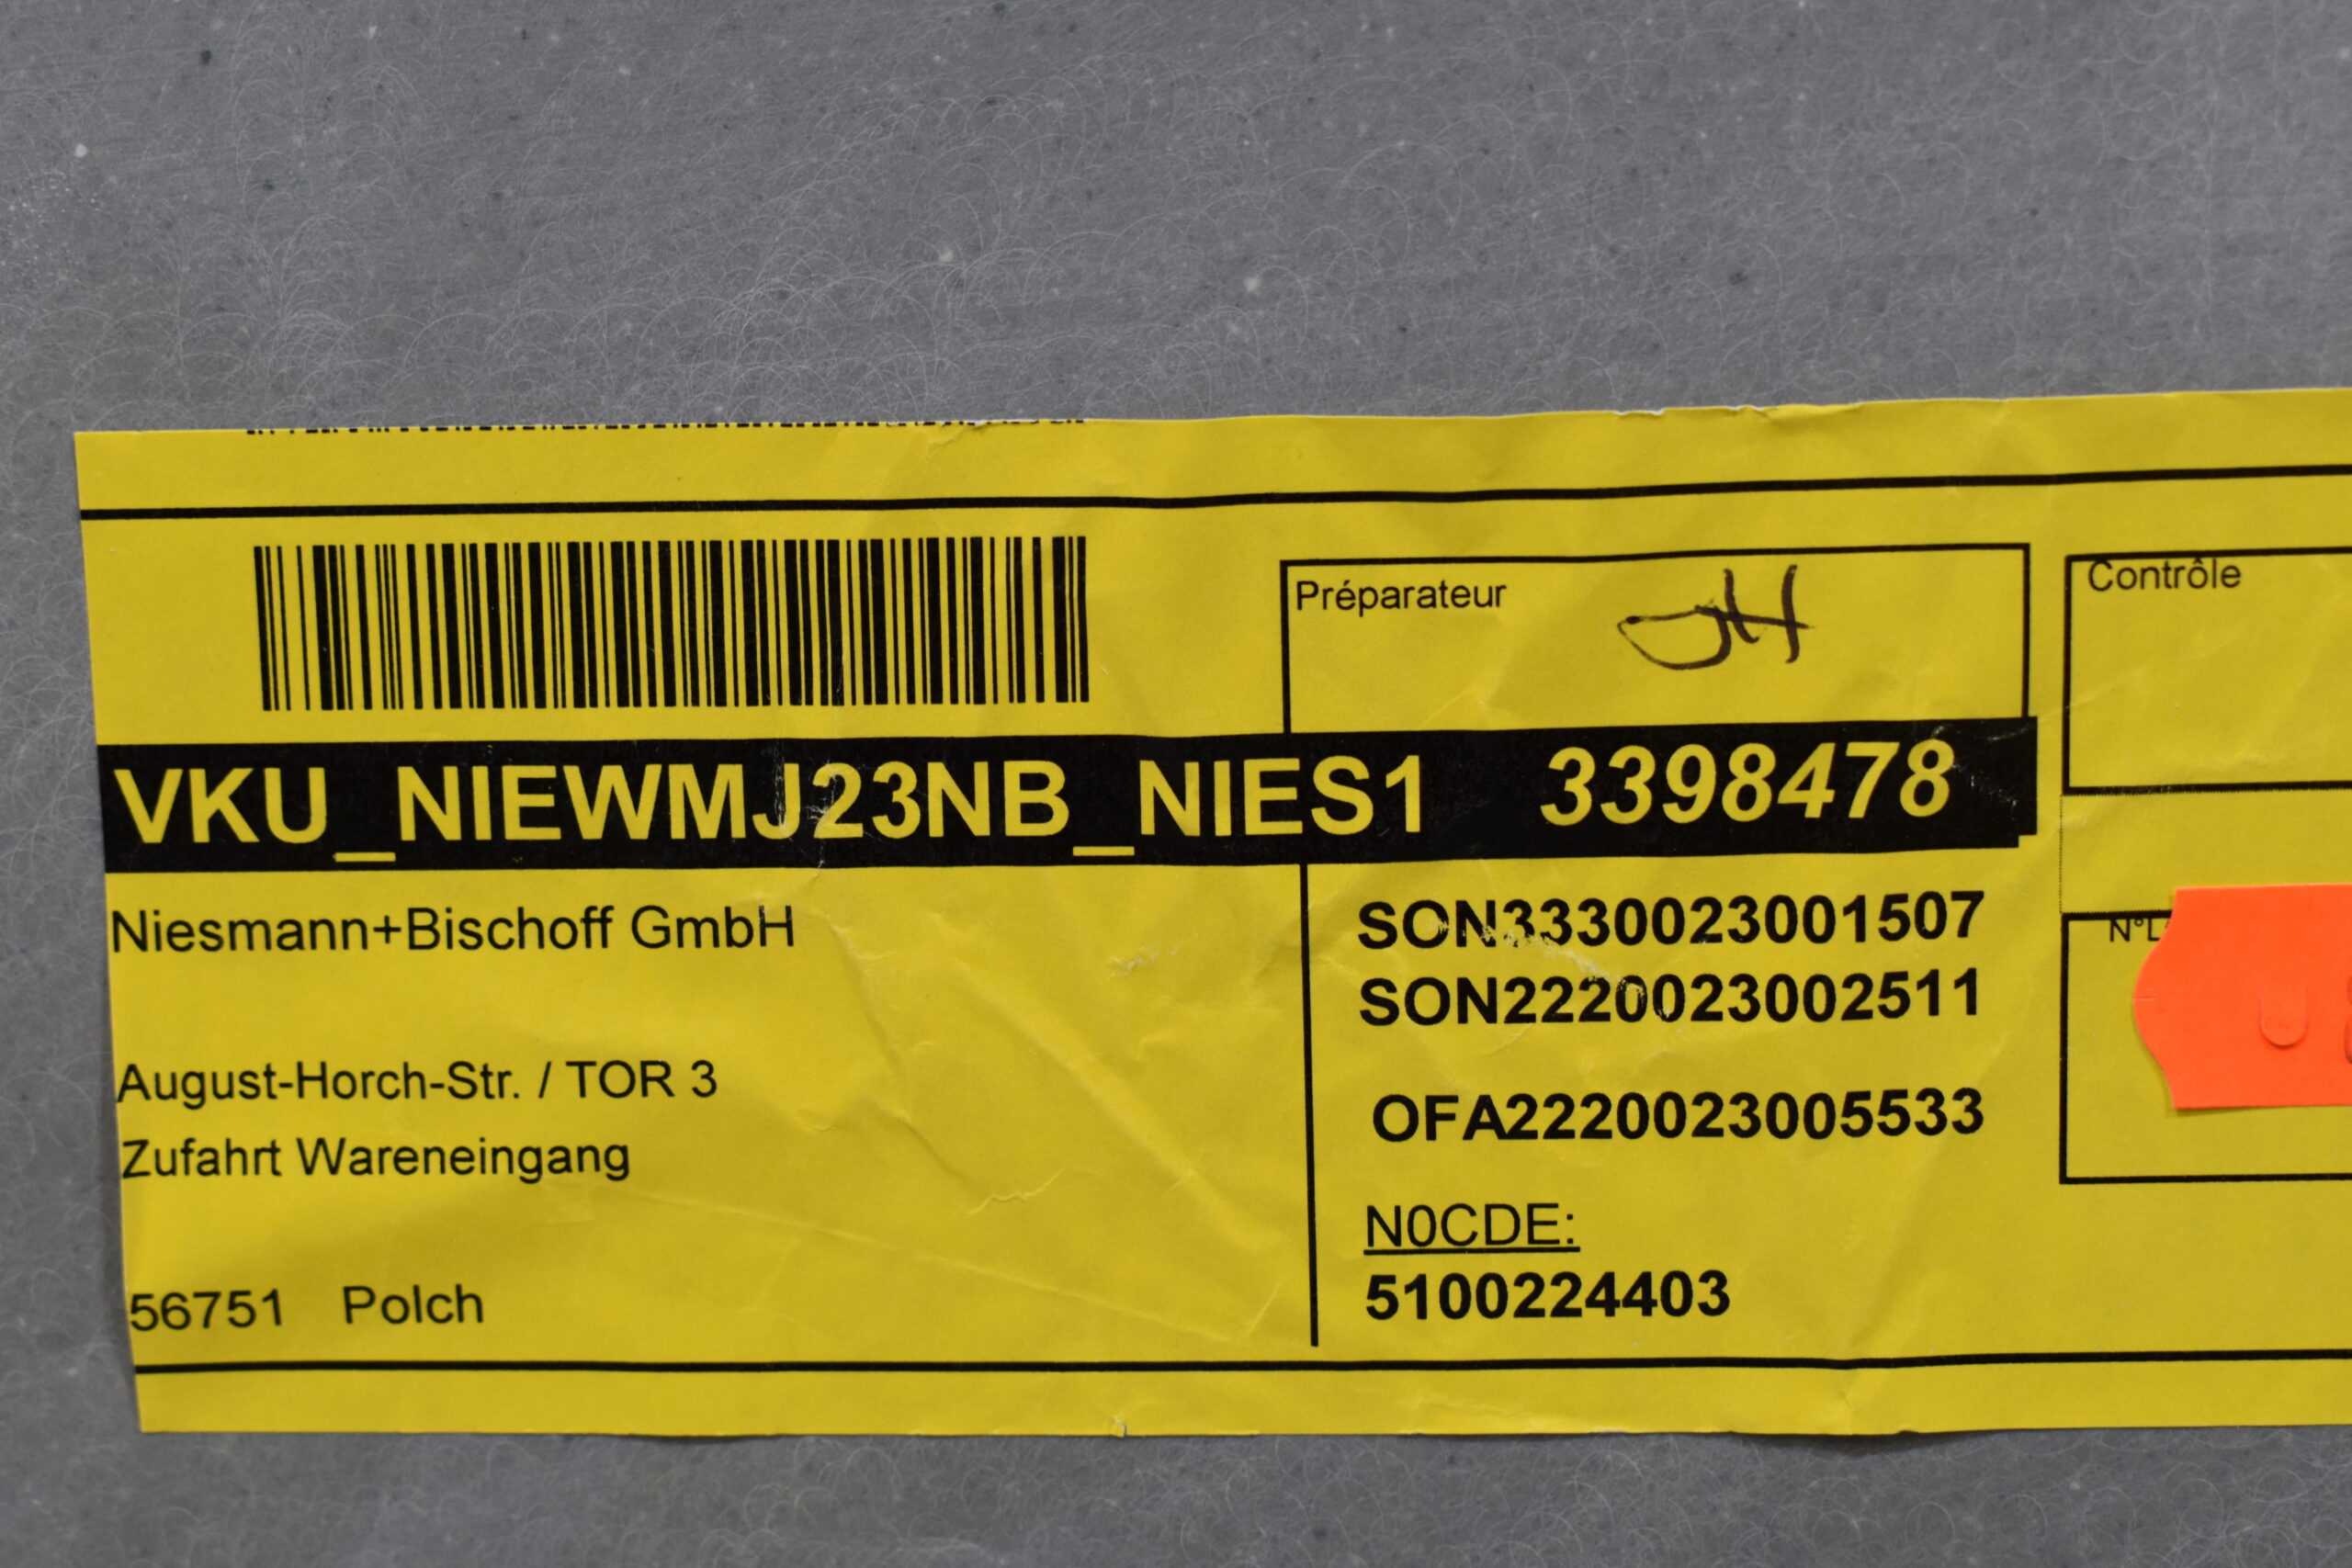 Préparateur
JH
Contrôle
VKU_NIEWMJ23NB_NIES1 3398478
Niesmann+Bischoff GmbH
August-Horch-Str. / TOR 3
Zufahrt Wareneingang
56751 Polch
SON3330023001507
SON2220023002511
OFA2220023005533
N0CDE:
5100224403